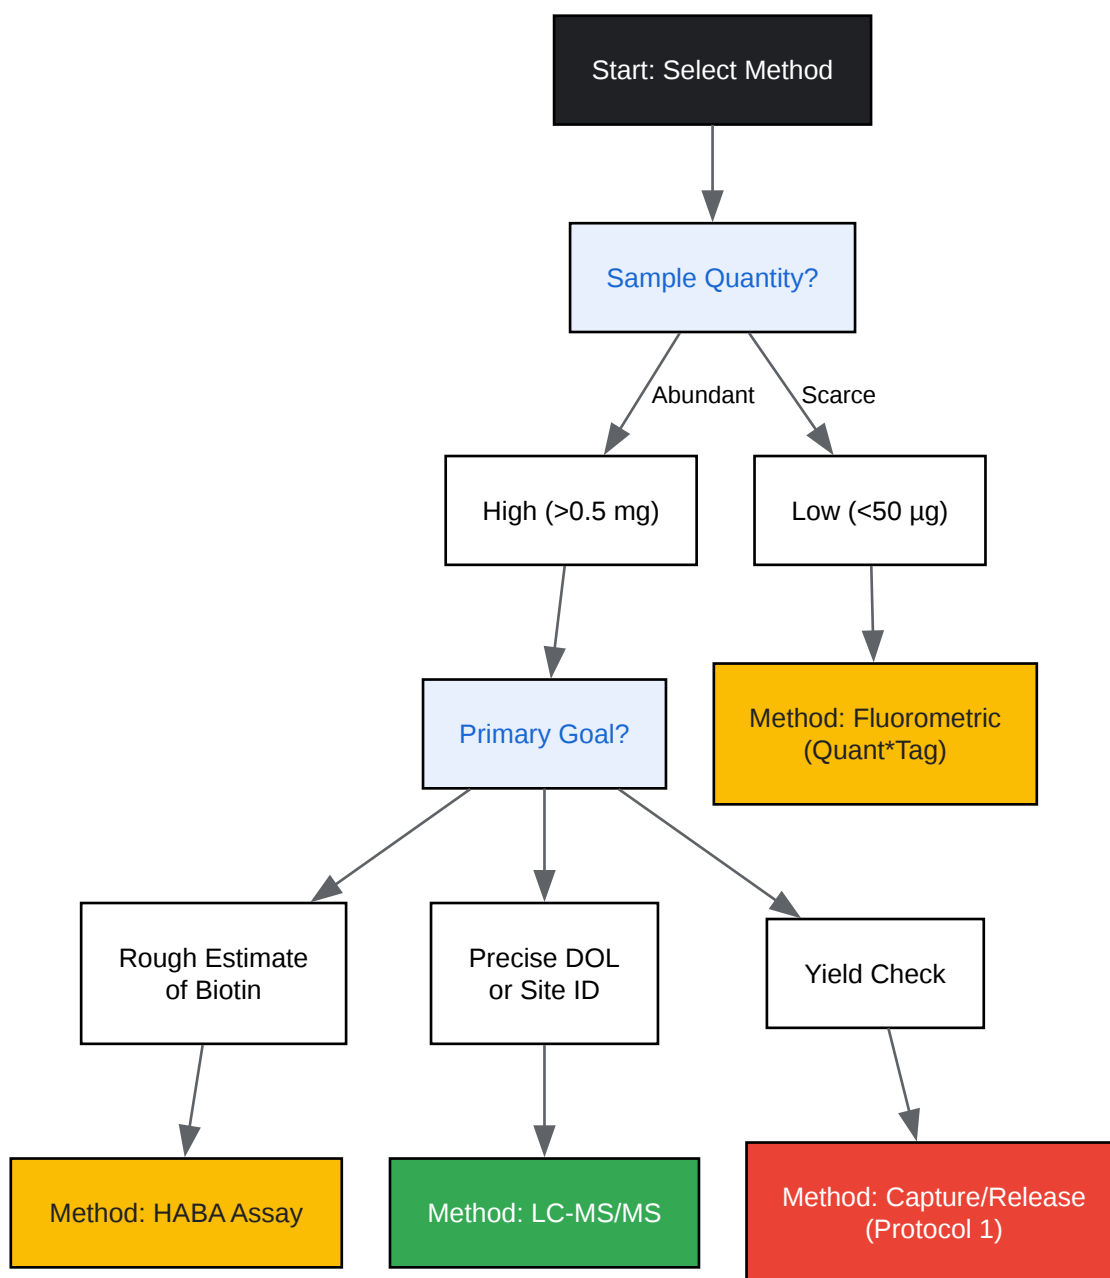 Start: Select Method
Sample Quantity?
Abundant
Scarce
High (>0.5 mg)
Low (<50 µg)
Primary Goal?
Method: Fluorometric
(Quant*Tag)
Rough Estimate
of Biotin
Precise DOL
or Site ID
Yield Check
Method: HABA Assay
Method: LC-MS/MS
Method: Capture/Release
(Protocol 1)